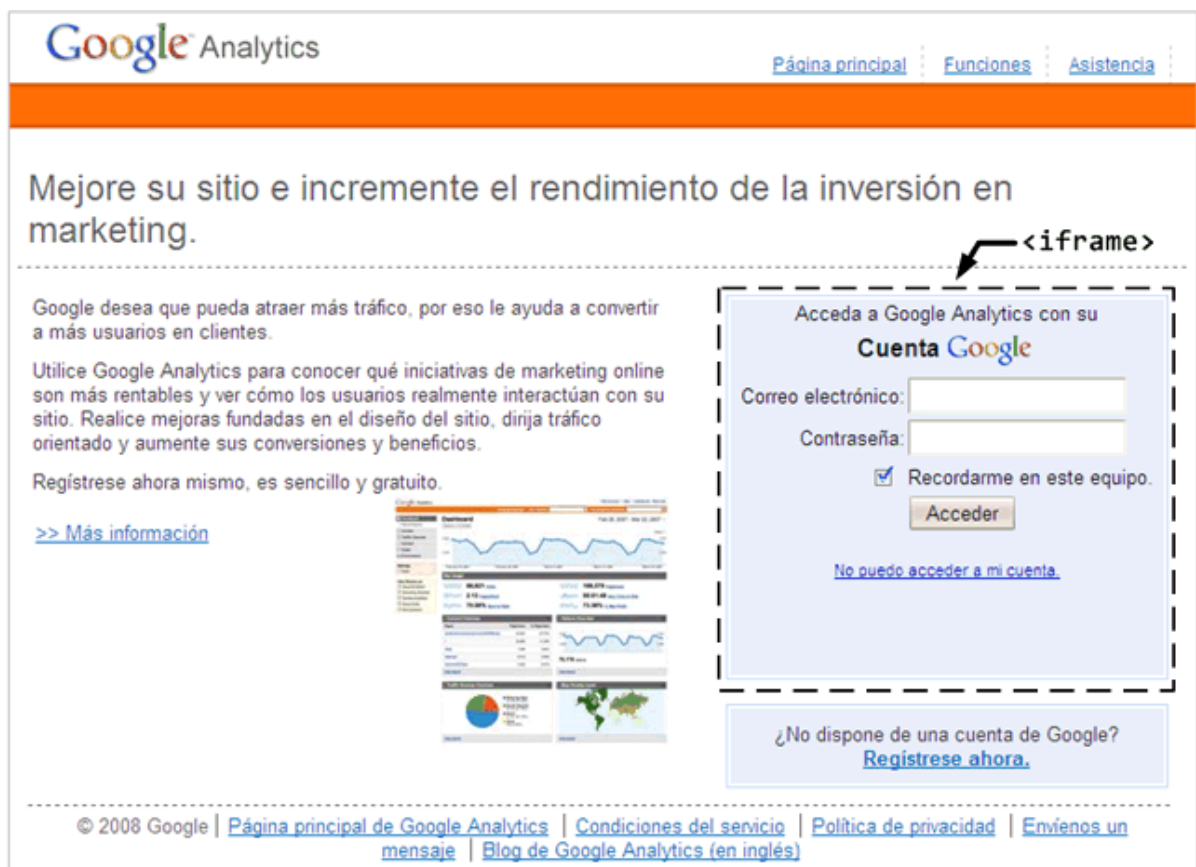 Google Analytics
Página principal Funciones Asistencia
Mejore su sitio e incremente el rendimiento de la inversión en
marketing.
<iframe>
Google desea que pueda atraer más tráfico, por eso le ayuda a convertir
a más usuarios en clientes.
Utilice Google Analytics para conocer qué iniciativas de marketing online
son más rentables y ver cómo los usuarios realmente interactúan con su
sitio. Realice mejoras fundadas en el diseño del sitio, dirija tráfico
orientado y aumente sus conversiones y beneficios.
Regístrese ahora mismo, es sencillo y gratuito.
>> Más información
Dashboard
Acceda a Google Analytics con su
Cuenta Google
Correo electrónico:
Contraseña:
Recordarme en este equipo.
Acceder
No puedo acceder a mi cuenta.
¿No dispone de una cuenta de Google?
Regístrese ahora.
© 2008 Google | Página principal de Google Analytics | Condiciones del servicio | Política de privacidad | Envíenos un
mensaje | Blog de Google Analytics (en inglés)